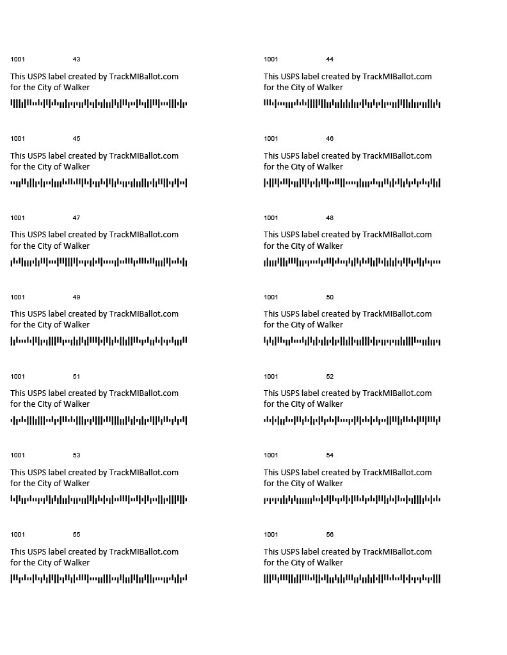 1001 43
This USPS label created by TrackMIBallot.com
for the City of Walker
1001 44
This USPS label created by TrackMIBallot.com
for the City of Walker
1001 45
This USPS label created by TrackMIBallot.com
for the City of Walker
1001 46
This USPS label created by TrackMIBallot.com
for the City of Walker
1001 47
This USPS label created by TrackMIBallot.com
for the City of Walker
1001 48
This USPS label created by TrackMIBallot.com
for the City of Walker
1001 49
This USPS label created by TrackMIBallot.com
for the City of Walker
1001 50
This USPS label created by TrackMIBallot.com
for the City of Walker
1001 51
This USPS label created by TrackMIBallot.com
for the City of Walker
1001 52
This USPS label created by TrackMIBallot.com
for the City of Walker
1001 53
This USPS label created by TrackMIBallot.com
for the City of Walker
1001 54
This USPS label created by TrackMIBallot.com
for the City of Walker
1001 55
This USPS label created by TrackMIBallot.com
for the City of Walker
1001 56
This USPS label created by TrackMIBallot.com
for the City of Walker